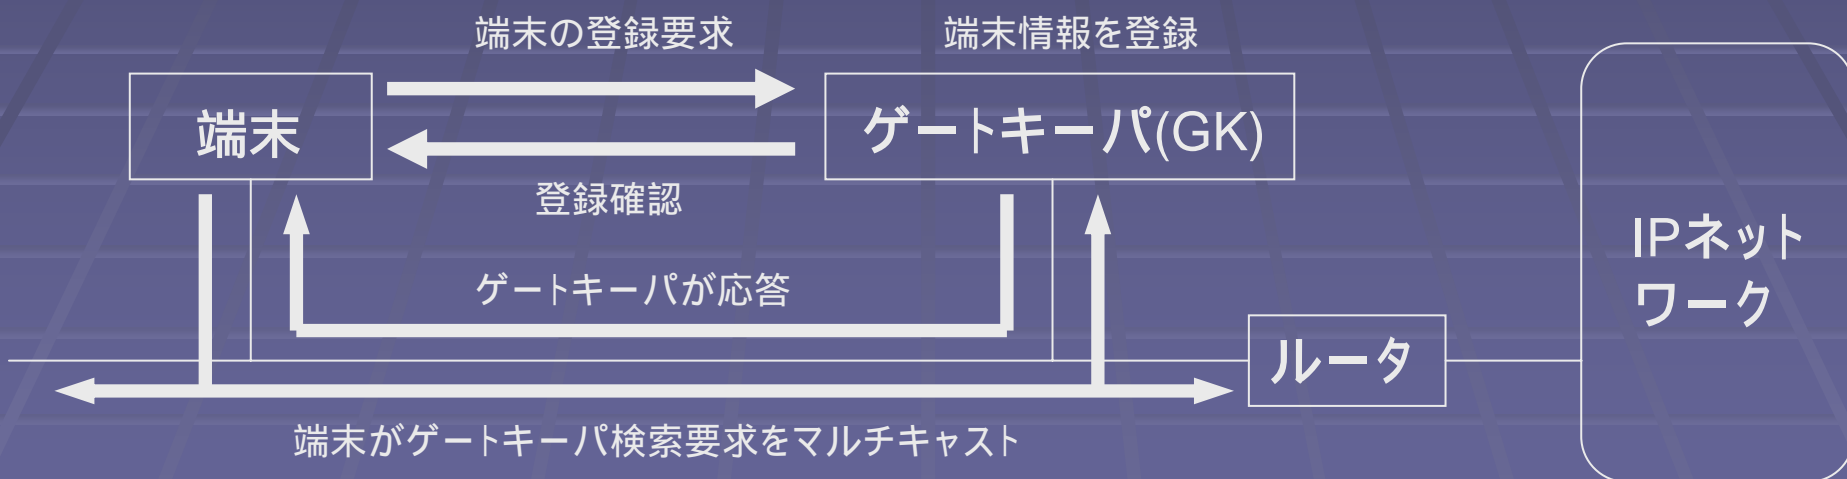 端末の登録要求
端末情報を登録
端末
ゲートキーパ(GK)
登録確認
IPネット
ワーク
ゲートキーパが応答
ルータ
端末がゲートキーパ検索要求をマルチキャスト